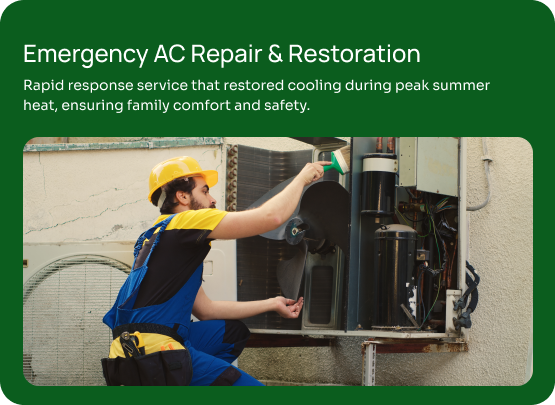 Emergency AC Repair & Restoration
Rapid response service that restored cooling during peak summer
heat, ensuring family comfort and safety.